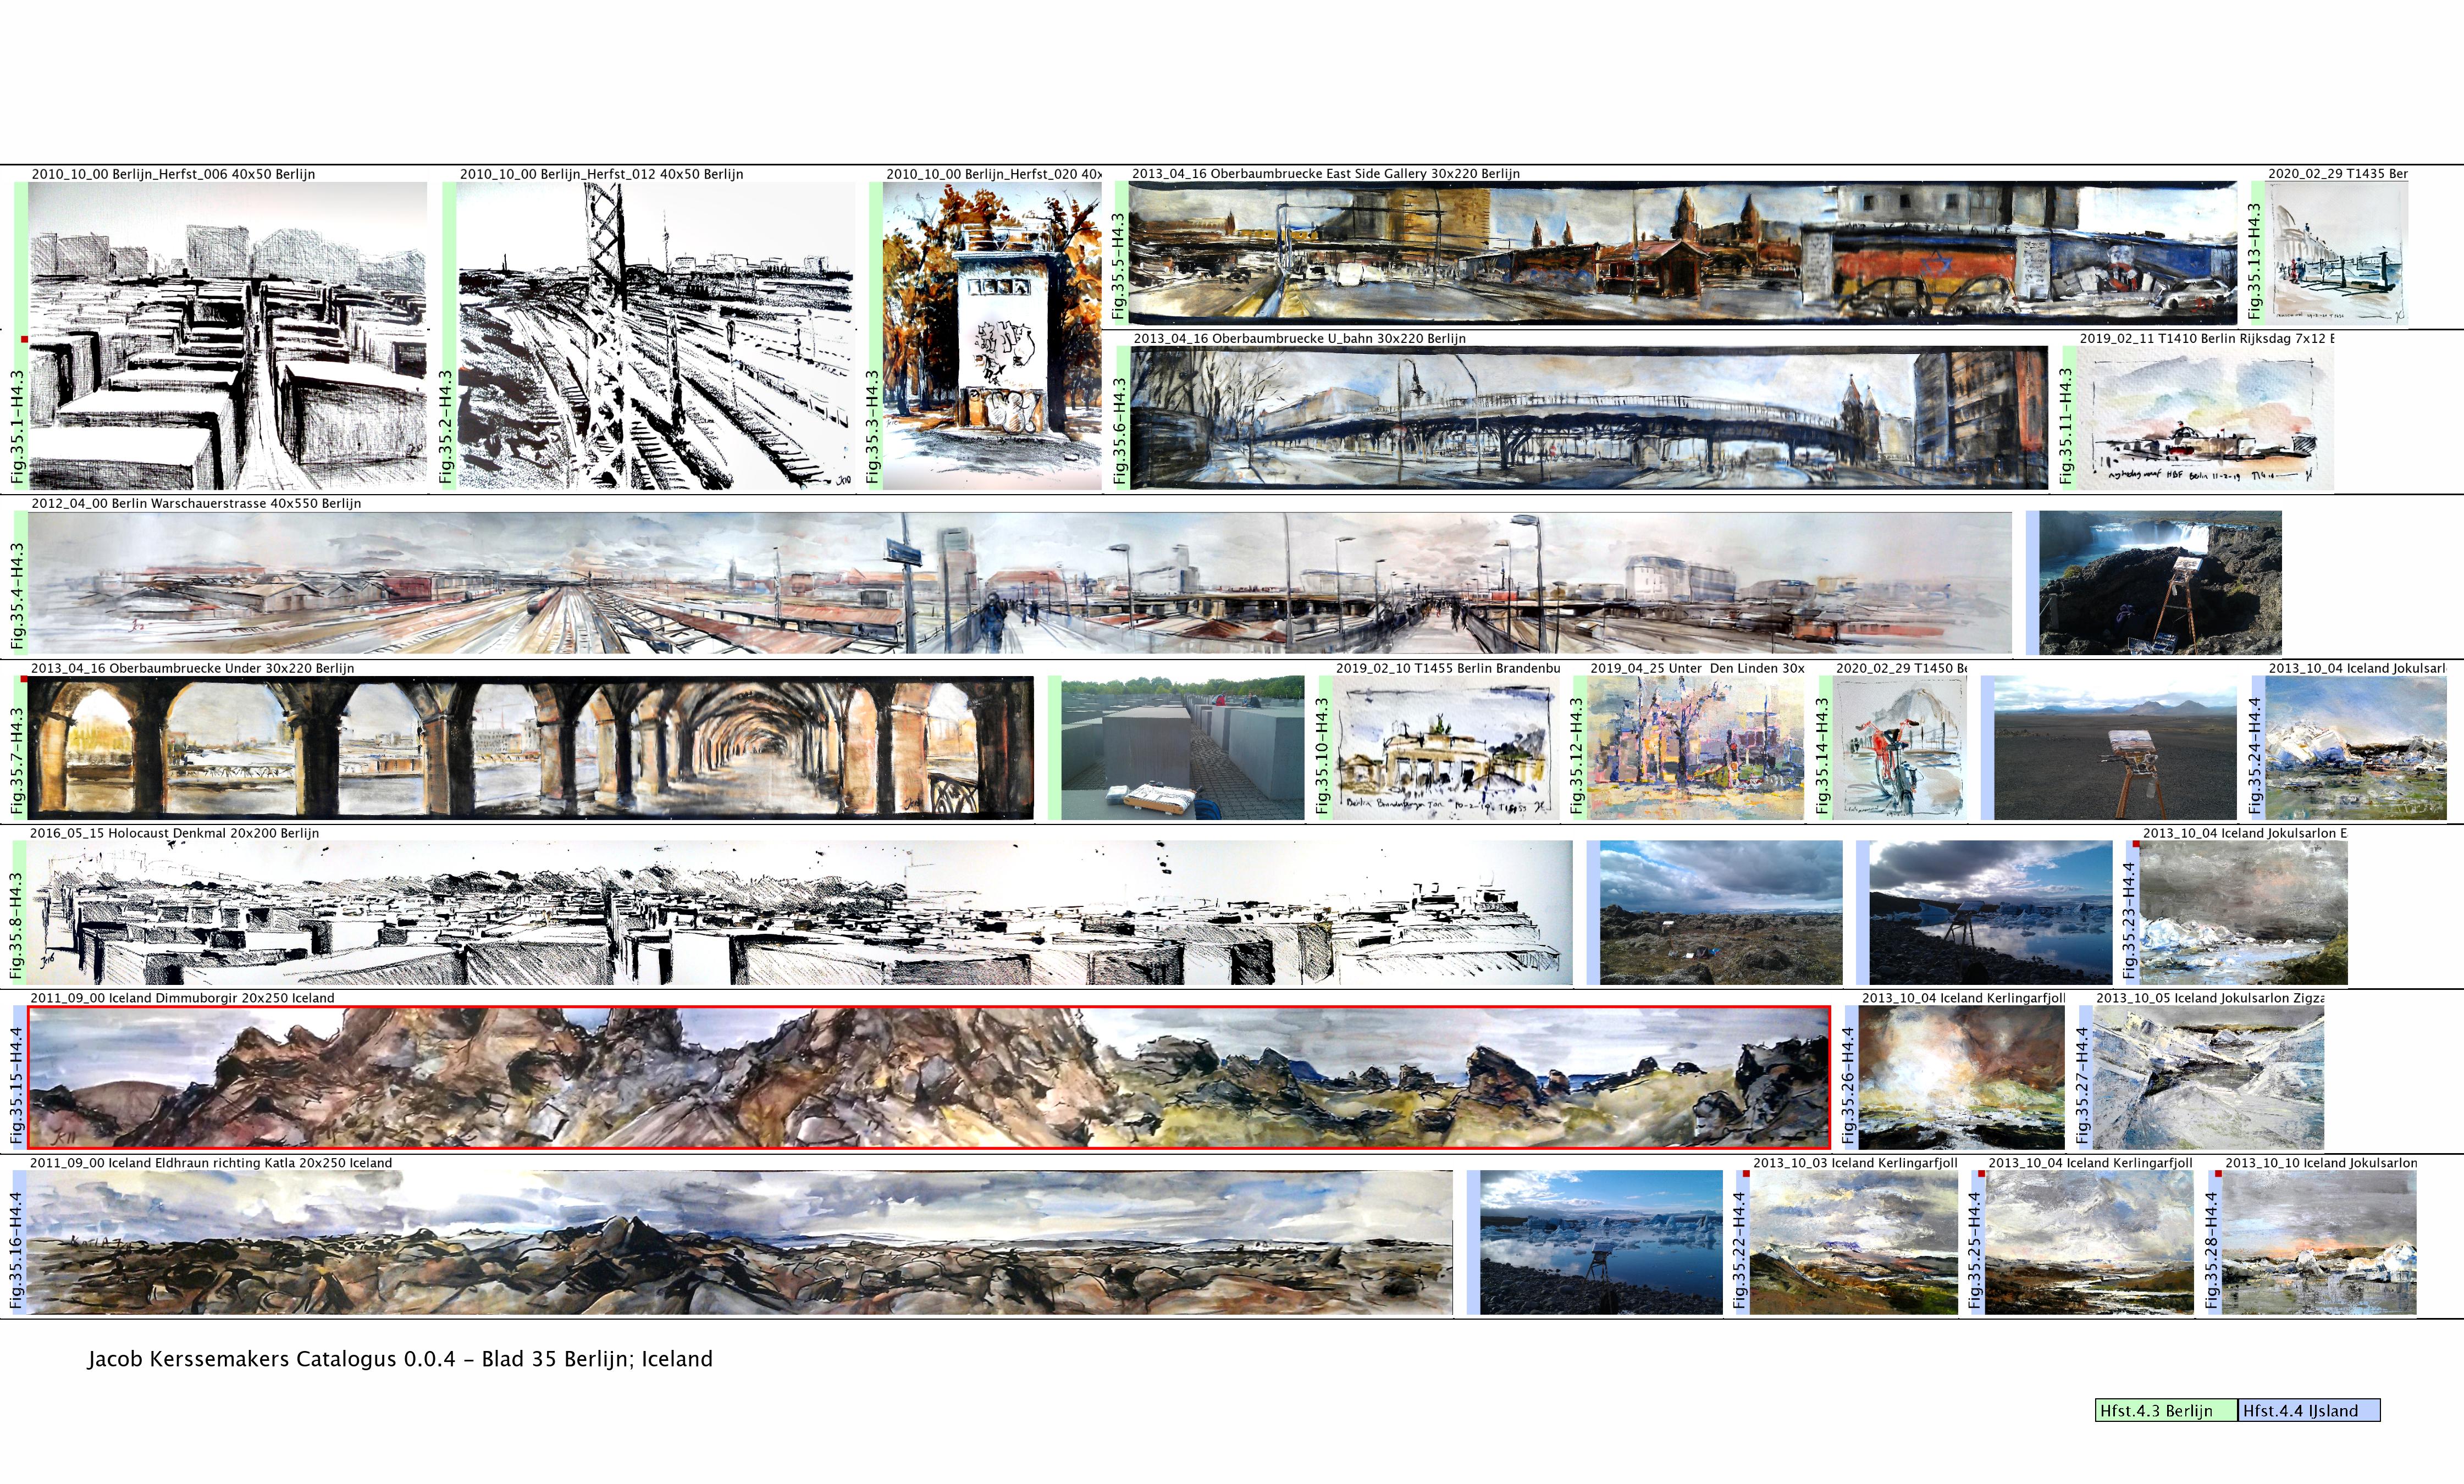 2010_10_00 Berlijn_Herfst_006 40x50 Berlijn
Fig.35.1-H4.3
2010_10_00 Berlijn_Herfst_012 40x50 Berlijn
Fig.35.2-H4.3
2010_10_00 Berlijn_Herfst_020 40x
Fig.35.3-H4.3
2013_04_16 Oberbaumbruecke East Side Gallery 30x220 Berlijn
Fig.35.5-H4.3
2020_02_29 T1435 Ber
Fig.35.13-H4.3
2013_04_16 Oberbaumbruecke U_bahn 30x220 Berlijn
Fig.35.6-H4.3
2019_02_11 T1410 Berlin Rijksdag 7x12 B
Fig.35.11-H4.3
HBF Berlin 11-2-19
2012_04_00 Berlin Warschauerstrasse 40x550 Berlijn
Fig.35.4-H4.3
2013_04_16 Oberbaumbruecke Under 30x220 Berlijn
Fig.35.7-H4.3
2019_02_10 T1455 Berlin Brandenbu
Fig.35.10-H4.3
Berlin Brandenburger Tor 10-2-19
2019_04_25 Unter Den Linden 30x
Fig.35.12-H4.3
2020_02_29 T1450 Be
Fig.35.14-H4.3
2013_10_04 Iceland Jokulsarl
Fig.35.24-H4.4
2016_05_15 Holocaust Denkmal 20x200 Berlijn
Fig.35.8-H4.3
2013_10_04 Iceland Jokulsarlon E
Fig.35.23-H4.4
2011_09_00 Iceland Dimmuborgir 20x250 Iceland
Fig.35.15-H4.4
2013_10_04 Iceland Kerlingarfjoll
Fig.35.26-H4.4
2013_10_05 Iceland Jokulsarlon Zigza
Fig.35.27-H4.4
2011_09_00 Iceland Eldhraun richting Katla 20x250 Iceland
Fig.35.16-H4.4
2013_10_03 Iceland Kerlingarfjoll
Fig.35.22-H4.4
2013_10_04 Iceland Kerlingarfjoll
Fig.35.25-H4.4
2013_10_10 Iceland Jokulsarlon
Fig.35.28-H4.4
Jacob Kerssemakers Catalogus 0.0.4 - Blad 35 Berlijn; Iceland
Hfst.4.3 Berlijn
Hfst.4.4 IJsland